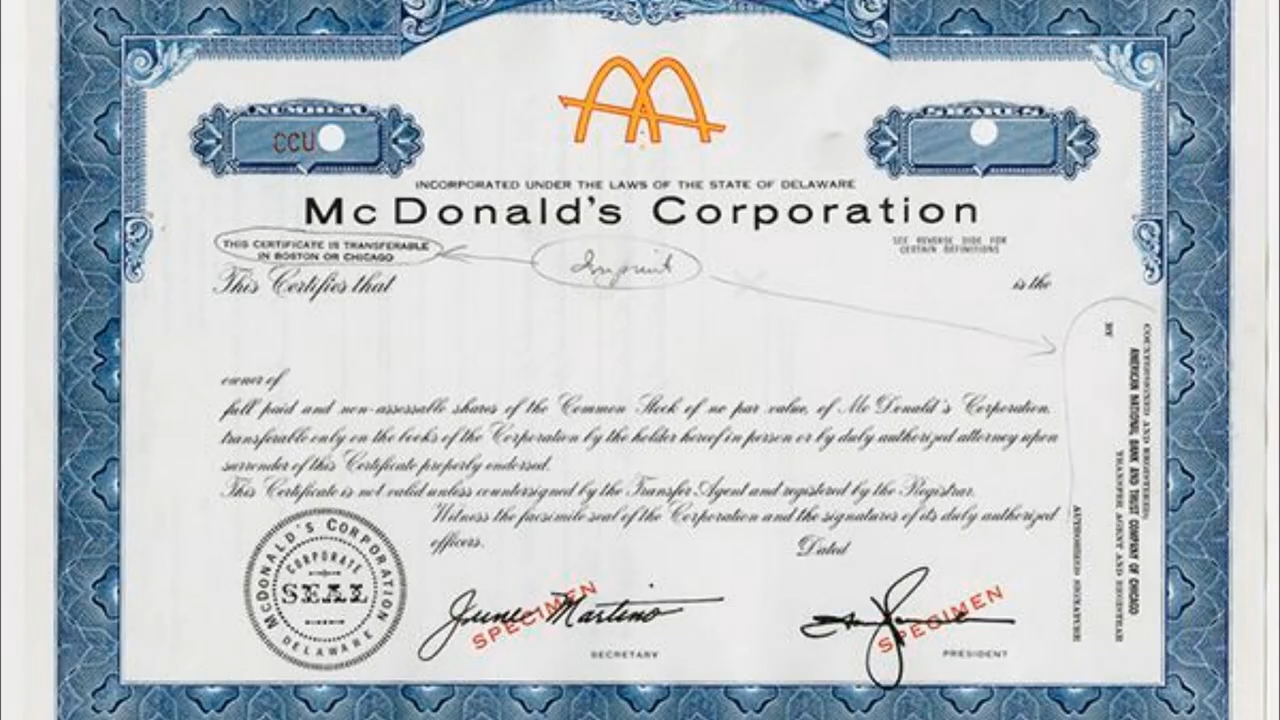 NUMBER
CCU
SHARES
INCORPORATED UNDER THE LAWS OF THE STATE OF DELAWARE
McDonald's Corporation
THIS CERTIFICATE IS TRANSFERABLE
IN BOSTON OR CHICAGO
Imprint
SEE REVERSE SIDE FOR
CERTAIN DEFINITIONS
This Certifies that
is the
owner of
full paid and non-assessable shares of the Common Stock of no par value, of McDonald's Corporation,
transferable only on the books of the Corporation by the holder hereof in person or by duly authorized attorney upon
surrender of this Certificate properly endorsed.
This Certificate is not valid unless countersigned by the Transfer Agent and registered by the Registrar.
Witness the facsimile seal of the Corporation and the signatures of its duly authorized
officers.
Dated
McDONALD'S CORPORATION
CORPORATE
SEAL
DELAWARE
June Martino
SPECIMEN
SECRETARY
SPECIMEN
PRESIDENT
COUNTERSIGNED AND REGISTERED:
AMERICAN NATIONAL BANK AND TRUST COMPANY OF CHICAGO
TRANSFER AGENT AND REGISTRAR
BY
AUTHORIZED SIGNATURE